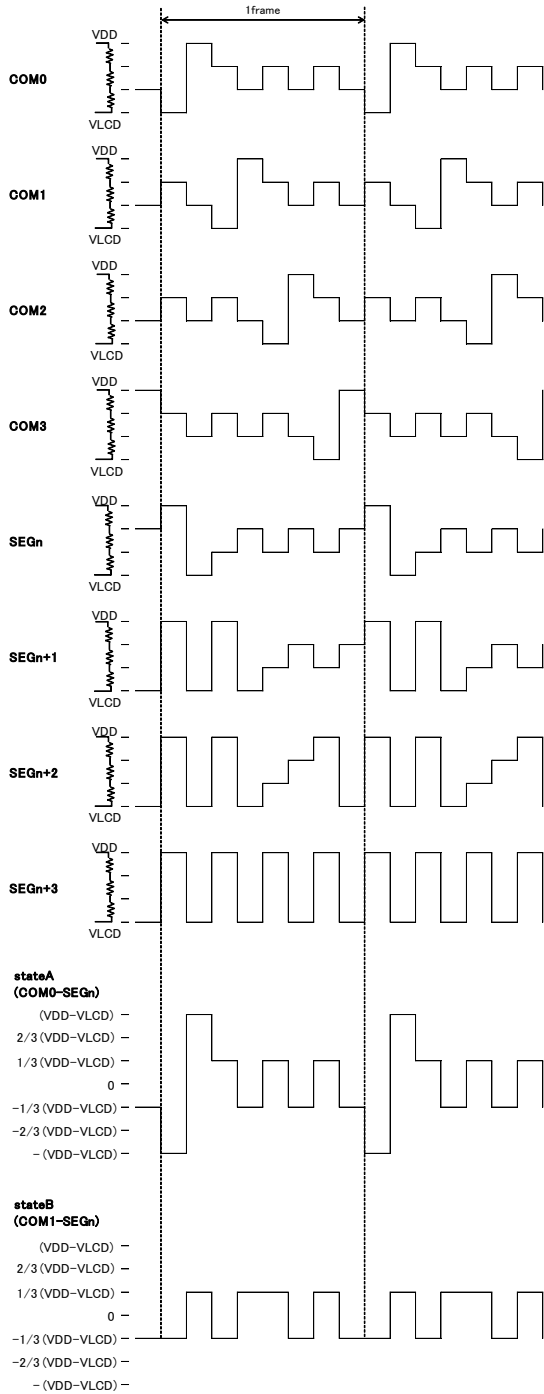 1frame
VDD
COM0
VLCD
VDD
COM1
VLCD
VDD
COM2
VLCD
VDD
COM3
VLCD
VDD
SEGn
VLCD
VDD
SEGn+1
VLCD
VDD
SEGn+2
VLCD
VDD
SEGn+3
VLCD
stateA
(COM0-SEGn)
(VDD-VLCD)
2/3(VDD-VLCD)
1/3(VDD-VLCD)
0
-1/3(VDD-VLCD)
-2/3(VDD-VLCD)
-(VDD-VLCD)
stateB
(COM1-SEGn)
(VDD-VLCD)
2/3(VDD-VLCD)
1/3(VDD-VLCD)
0
-1/3(VDD-VLCD)
-2/3(VDD-VLCD)
-(VDD-VLCD)